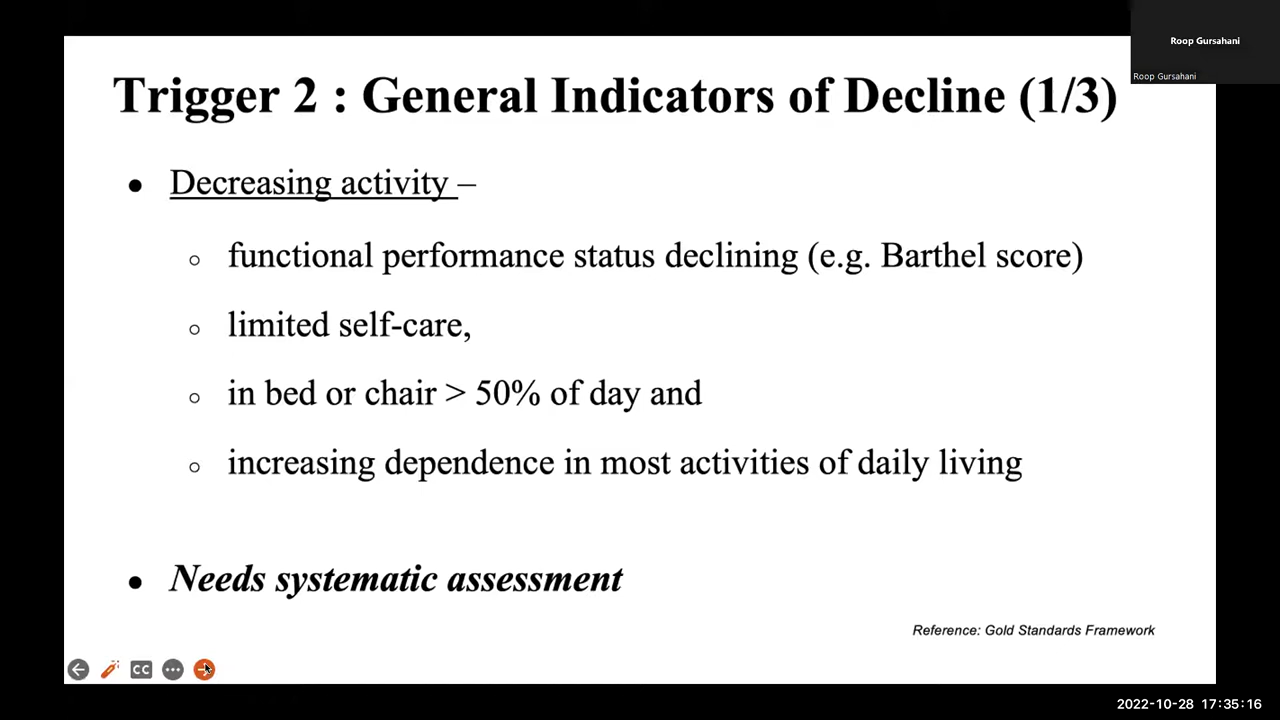 Roop Gursahani
Roop Gursahani
Trigger 2 : General Indicators of Decline (1/3)
● Decreasing activity –
○ functional performance status declining (e.g. Barthel score)
○ limited self-care,
○ in bed or chair > 50% of day and
○ increasing dependence in most activities of daily living
● Needs systematic assessment
Reference: Gold Standards Framework
CC
2022-10-28 17:35:16